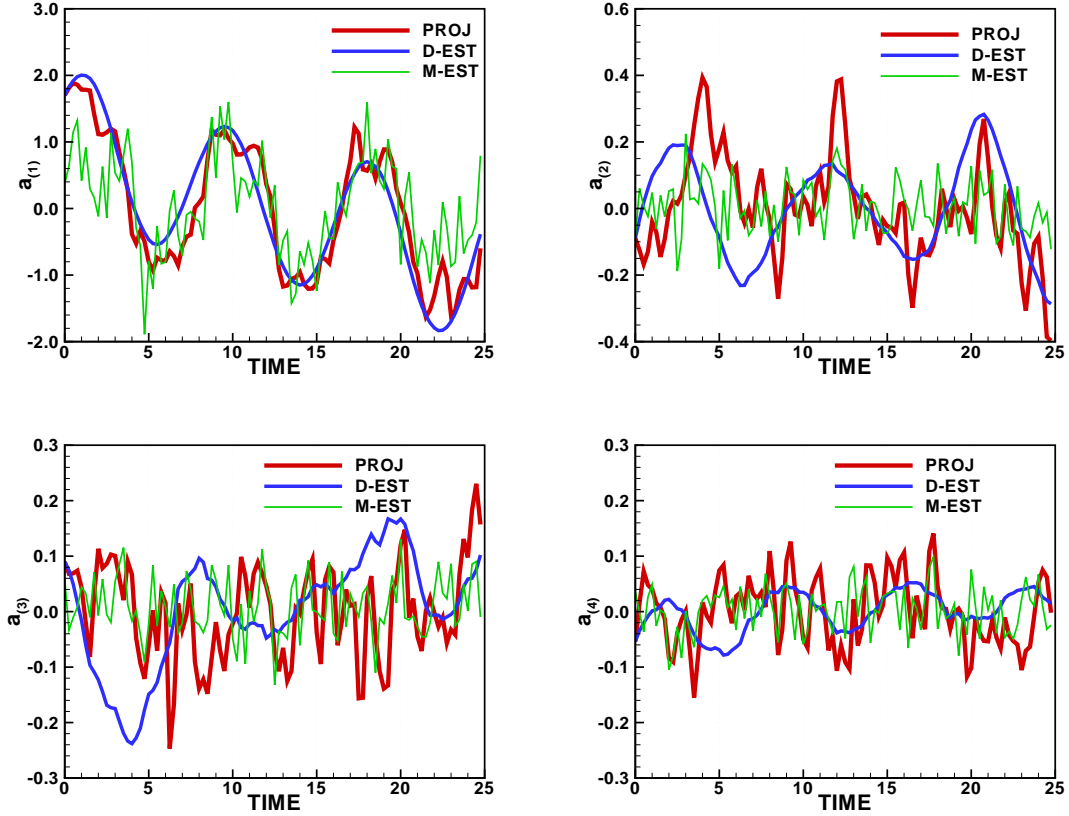 3.0
2.0
1.0
0.0
-1.0
-2.0
a(1)
PROJ
D-EST
M-EST
0 5 10 15 20 25
TIME
0.6
0.4
0.2
0.0
-0.2
-0.4
a(2)
PROJ
D-EST
M-EST
0 5 10 15 20 25
TIME
0.3
0.2
0.1
0.0
-0.1
-0.2
-0.3
a(3)
PROJ
D-EST
M-EST
0 5 10 15 20 25
TIME
0.3
0.2
0.1
0.0
-0.1
-0.2
-0.3
a(4)
PROJ
D-EST
M-EST
0 5 10 15 20 25
TIME